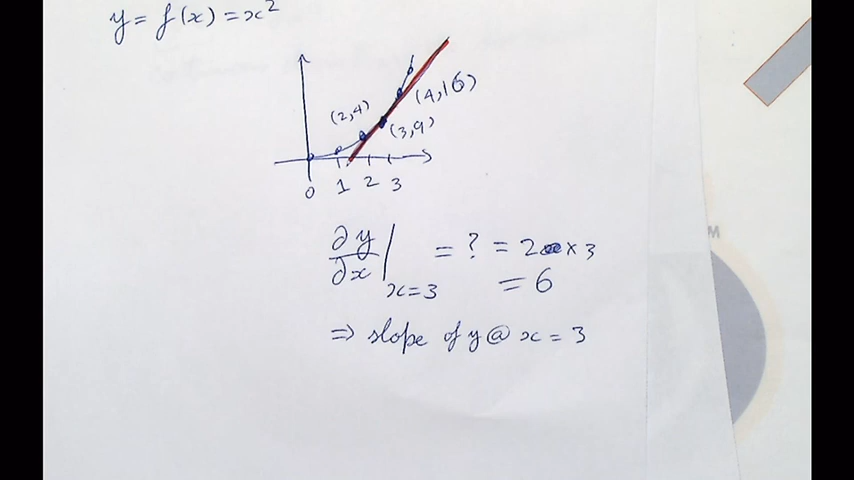 y = f(x) = x²
(2,4)
(4,16)
(3,9)
0 1 2 3
∂y/∂x |x=3 = ? = 2 × 3
= 6
⇒ slope of y @ x = 3
M